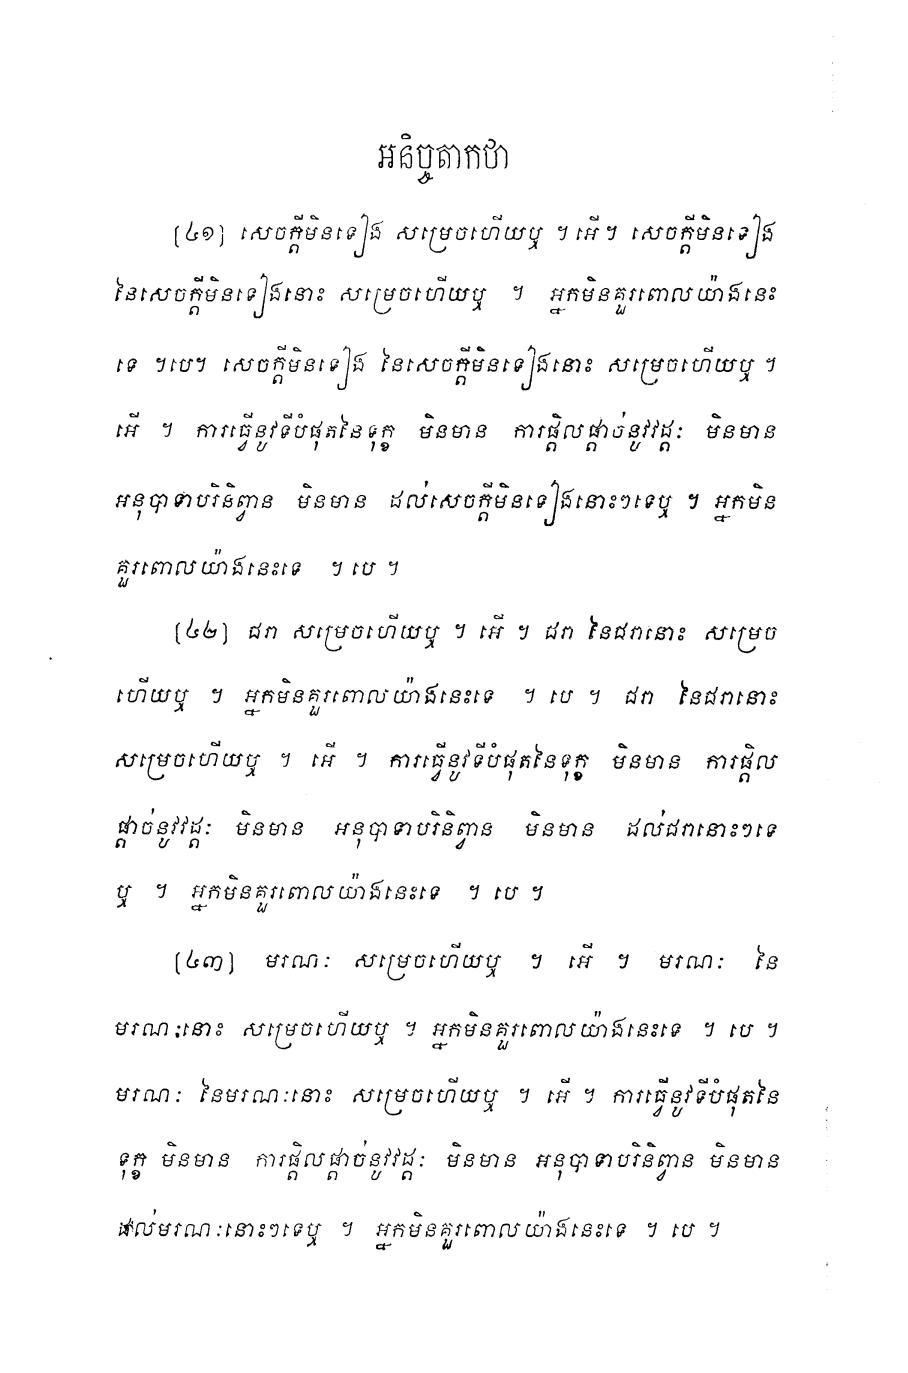 អនិច្ចតាកថា
(៤១) សេចក្តីមិនទៀង សម្រេចហើយឬ ។ អើ ។ សេចក្តីមិនទៀង
នៃសេចក្តីមិនទៀងនោះ សម្រេចហើយឬ ។ អ្នកមិនគួរពោលយ៉ាងនេះ
ទេ ។បេ។ សេចក្តីមិនទៀង នៃសេចក្តីមិនទៀងនោះ សម្រេចហើយឬ ។
អើ ។ ការធ្វើនូវទីបំផុតនៃទុក្ខ មិនមាន ការផ្តិលផ្តាច់នូវវដ្តៈ មិនមាន
អនុបាទាបរិនិព្វាន មិនមាន ដល់សេចក្តីមិនទៀងនោះៗទេឬ ។ អ្នកមិន
គួរពោលយ៉ាងនេះទេ ។ បេ ។
(៤២) ជរា សម្រេចហើយឬ ។ អើ ។ ជរា នៃជរានោះ សម្រេច
ហើយឬ ។ អ្នកមិនគួរពោលយ៉ាងនេះទេ ។ បេ ។ ជរា នៃជរានោះ
សម្រេចហើយឬ ។ អើ ។ ការធ្វើនូវទីបំផុតនៃទុក្ខ មិនមាន ការផ្តិល
ផ្តាច់នូវវដ្តៈ មិនមាន អនុបាទាបរិនិព្វាន មិនមាន ដល់ជរានោះៗទេ
ឬ ។ អ្នកមិនគួរពោលយ៉ាងនេះទេ ។ បេ ។
(៤៣) មរណៈ សម្រេចហើយឬ ។ អើ ។ មរណៈ នៃ
មរណៈនោះ សម្រេចហើយឬ ។ អ្នកមិនគួរពោលយ៉ាងនេះទេ ។ បេ ។
មរណៈ នៃមរណៈនោះ សម្រេចហើយឬ ។ អើ ។ ការធ្វើនូវទីបំផុតនៃ
ទុក្ខ មិនមាន ការផ្តិលផ្តាច់នូវវដ្តៈ មិនមាន អនុបាទាបរិនិព្វាន មិនមាន
ដល់មរណៈនោះៗទេឬ ។ អ្នកមិនគួរពោលយ៉ាងនេះទេ ។ បេ ។